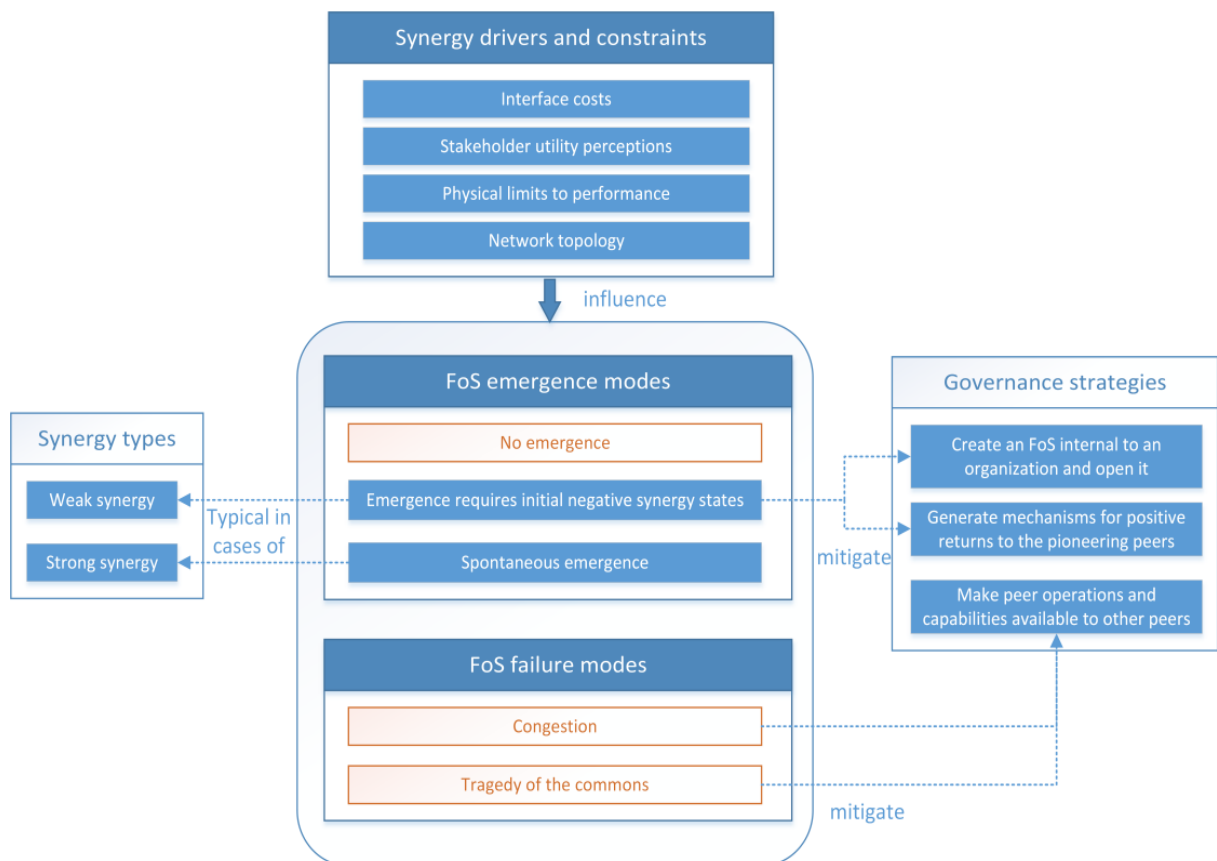 Synergy drivers and constraints
Interface costs
Stakeholder utility perceptions
Physical limits to performance
Network topology
influence
FoS emergence modes
No emergence
Emergence requires initial negative synergy states
Spontaneous emergence
Synergy types
Weak synergy
Strong synergy
Typical in
cases of
Governance strategies
Create an FoS internal to an
organization and open it
Generate mechanisms for positive
returns to the pioneering peers
Make peer operations and
capabilities available to other peers
mitigate
FoS failure modes
Congestion
Tragedy of the commons
mitigate